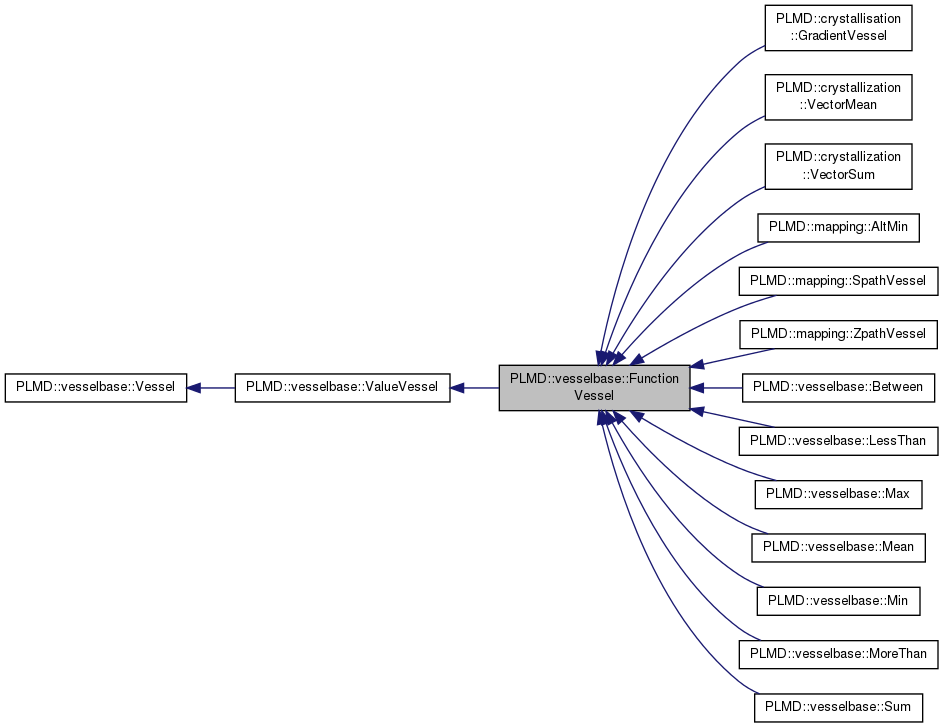 PLMD::crystallisation
::GradientVessel
PLMD::crystallization
::VectorMean
PLMD::crystallization
::VectorSum
PLMD::mapping::AltMin
PLMD::mapping::SpathVessel
PLMD::mapping::ZpathVessel
PLMD::vesselbase::Vessel
PLMD::vesselbase::ValueVessel
PLMD::vesselbase::Function
Vessel
PLMD::vesselbase::Between
PLMD::vesselbase::LessThan
PLMD::vesselbase::Max
PLMD::vesselbase::Mean
PLMD::vesselbase::Min
PLMD::vesselbase::MoreThan
PLMD::vesselbase::Sum